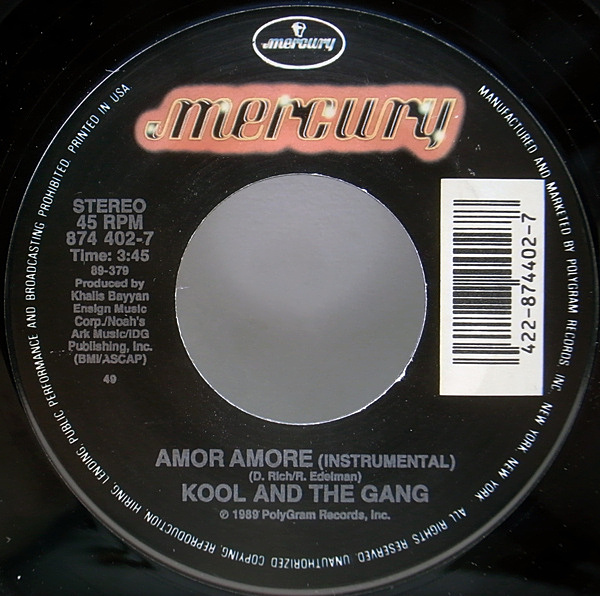 mercury
mercury
PRINTED IN USA
MANUFACTURED AND MARKETED BY POLYGRAM RECORDS, INC. NEW YORK, NEW YORK. ALL RIGHTS RESERVED. UNAUTHORIZED COPYING, REPRODUCTION, HIRING, LENDING, PUBLIC PERFORMANCE AND BROADCASTING PROHIBITED.
STEREO
45 RPM
874 402-7
Time: 3:45
89-379
Produced by
Khalis Bayyan
Ensign Music
Corp./Noah's
Ark Music/IDG
Publishing, Inc.
(BMI/ASCAP)
49
422-874402-7
AMOR AMORE (INSTRUMENTAL)
(D. Rich/R. Edelman)
KOOL AND THE GANG
℗ 1989 PolyGram Records, Inc.